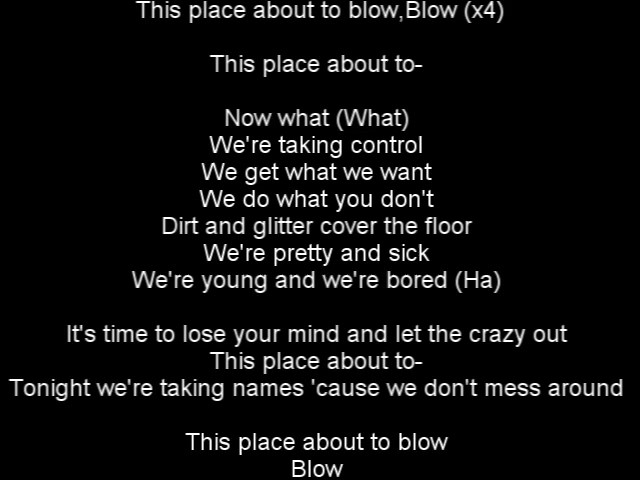 This place about to blow,Blow (x4)
This place about to-
Now what (What)
We're taking control
We get what we want
We do what you don't
Dirt and glitter cover the floor
We're pretty and sick
We're young and we're bored (Ha)
It's time to lose your mind and let the crazy out
This place about to-
Tonight we're taking names 'cause we don't mess around
This place about to blow
Blow